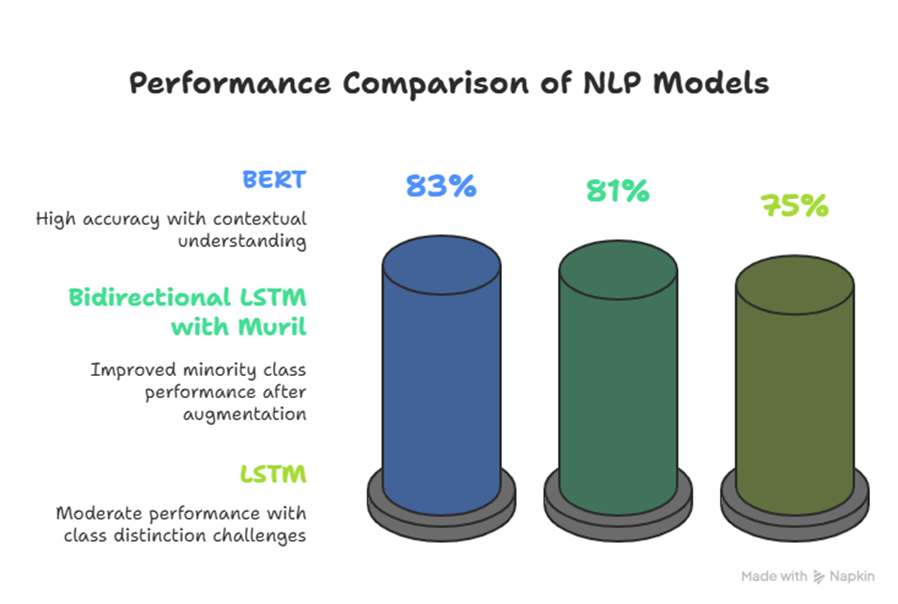 Performance Comparison of NLP Models
BERT
High accuracy with contextual
understanding
Bidirectional LSTM
with Muril
Improved minority class
performance after
augmentation
LSTM
Moderate performance with
class distinction challenges
83%
81%
75%
Made with Napkin